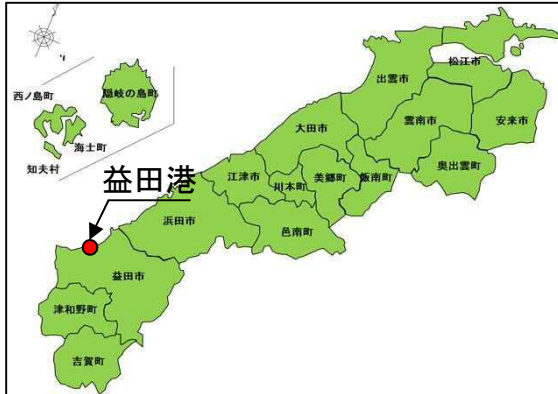 松江市
出雲市
隠岐の島町
西ノ島町
安来市
雲南市
大田市
海士町
奥出雲町
知夫村
江津市
美郷町
飯南町
川本町
益田港
浜田市
邑南町
益田市
津和野町
吉賀町